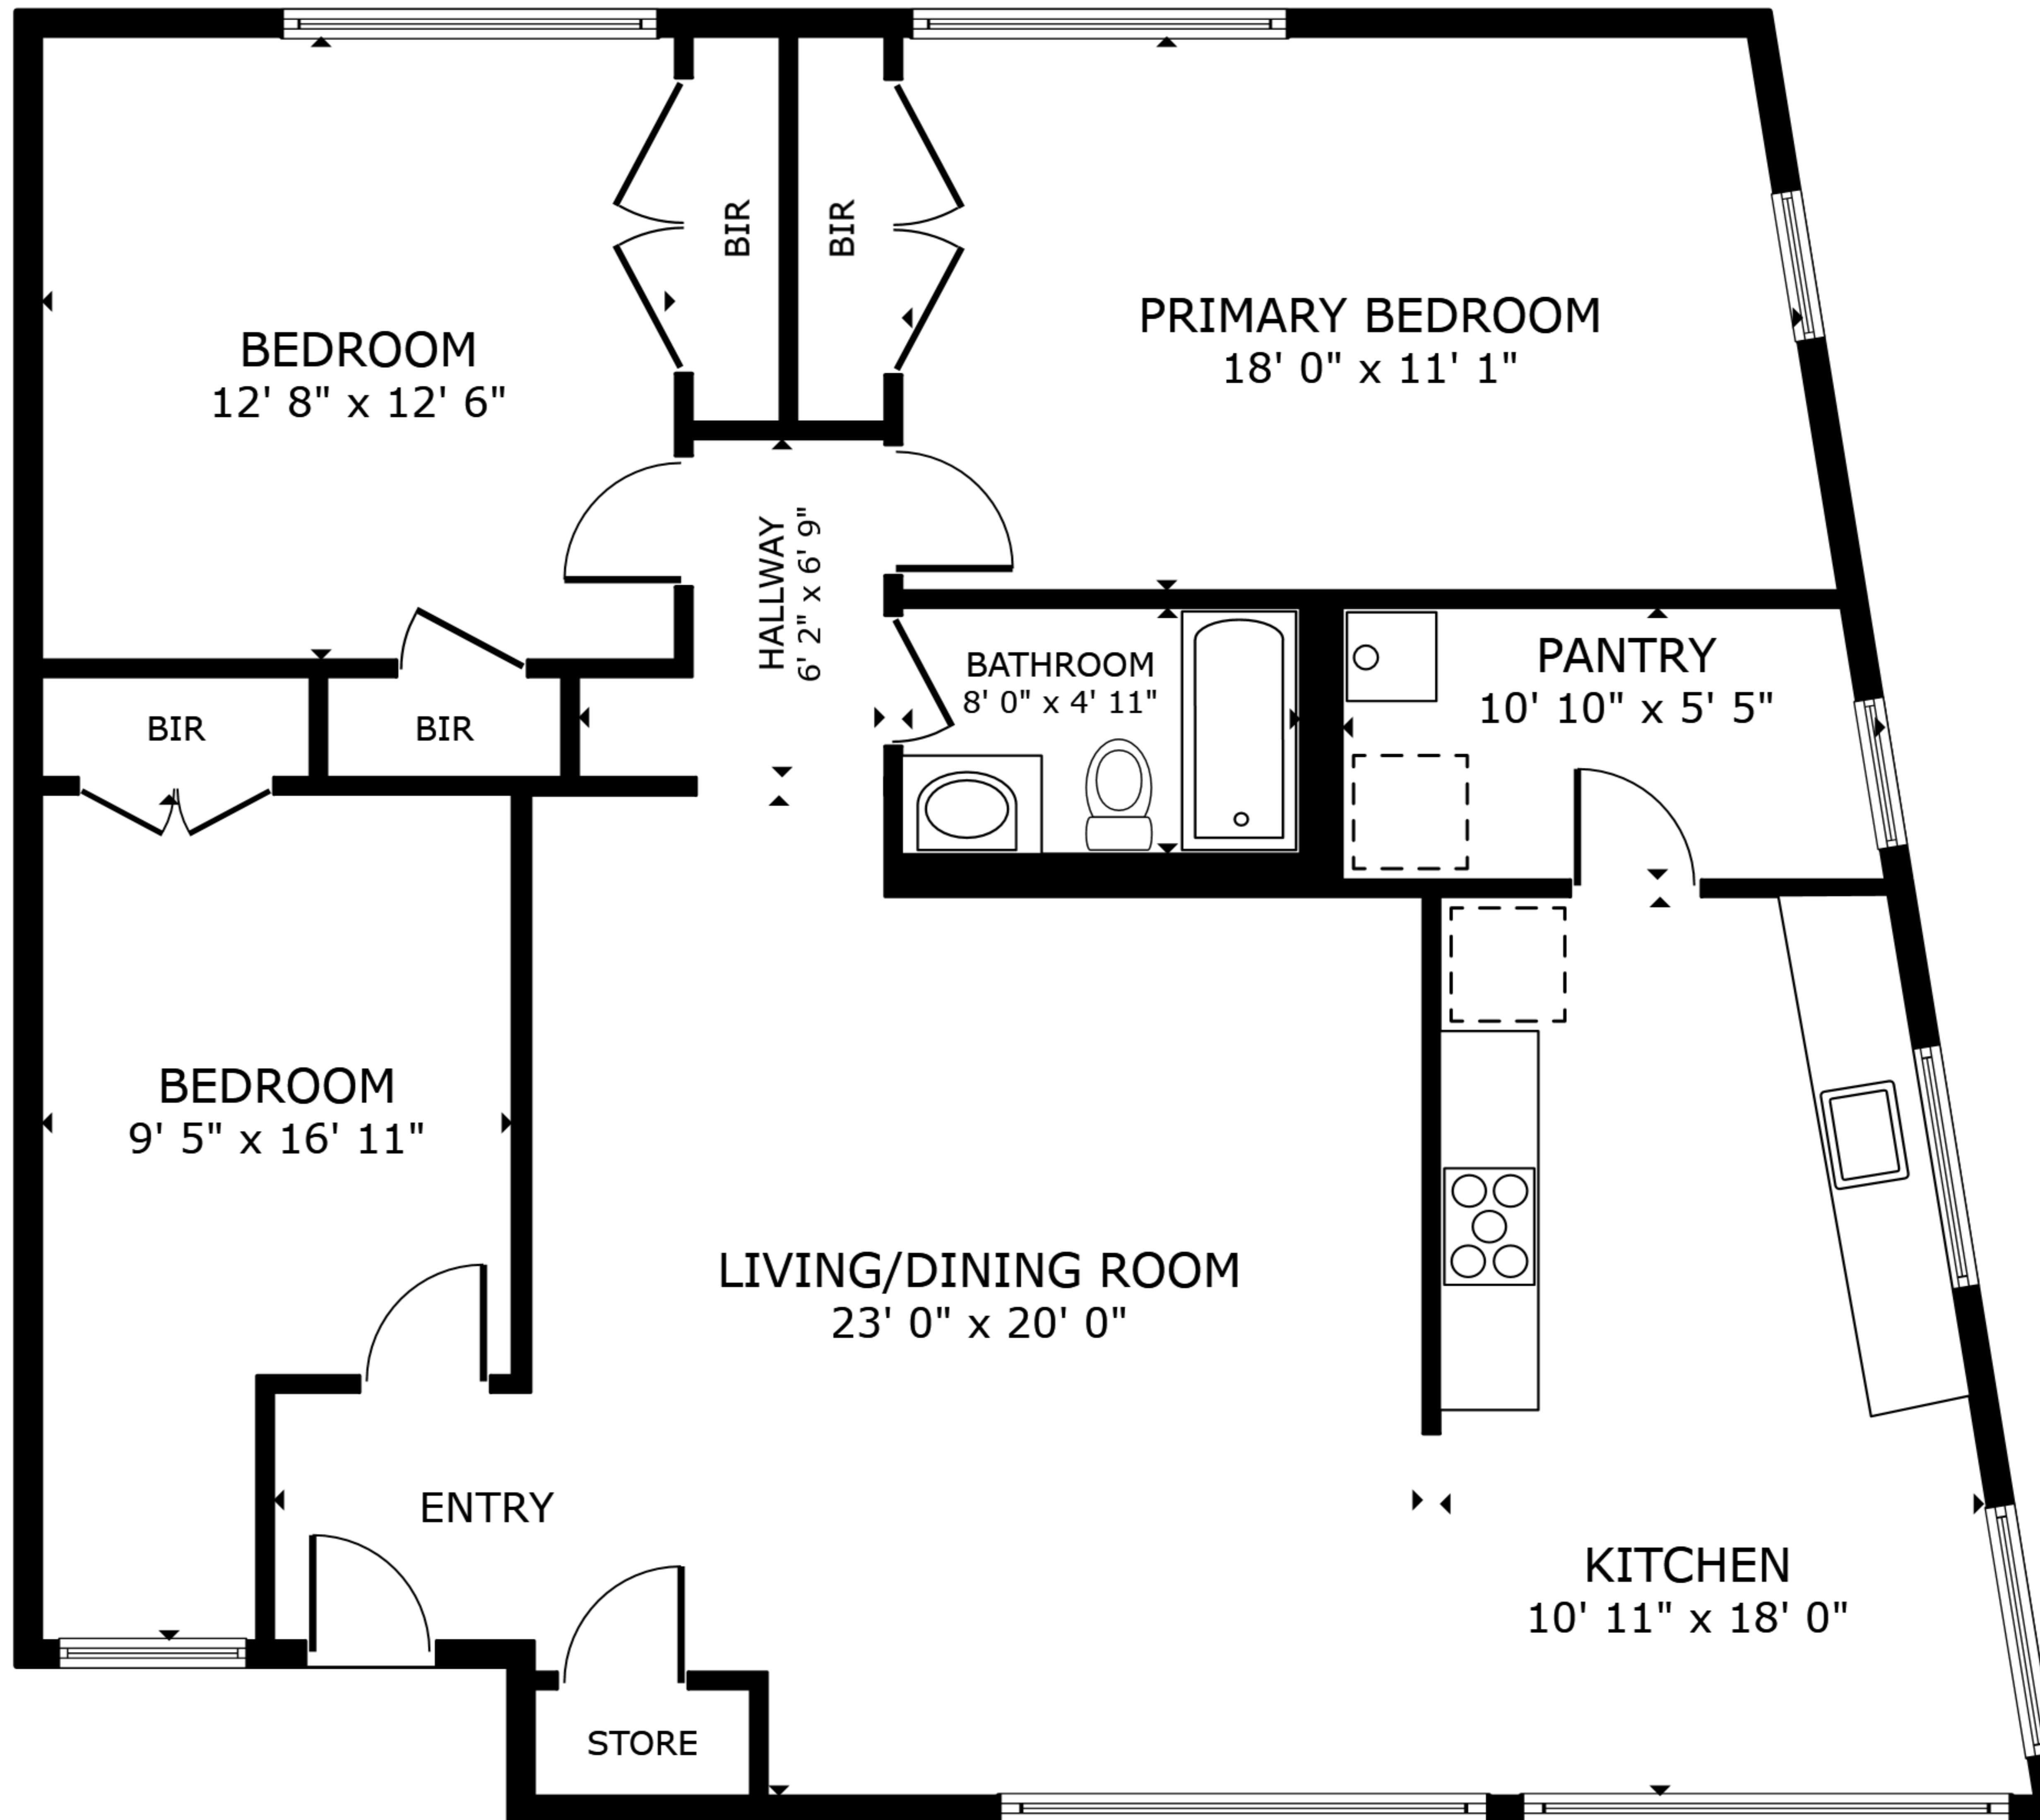 BIR
BIR
PRIMARY BEDROOM
18' 0" x 11' 1"
BEDROOM
12' 8" x 12' 6"
HALLWAY
6' 2" x 6' 9"
BATHROOM
8' 0" x 4' 11"
PANTRY
10' 10" x 5' 5"
BIR
BIR
BEDROOM
9' 5" x 16' 11"
LIVING/DINING ROOM
23' 0" x 20' 0"
ENTRY
KITCHEN
10' 11" x 18' 0"
STORE